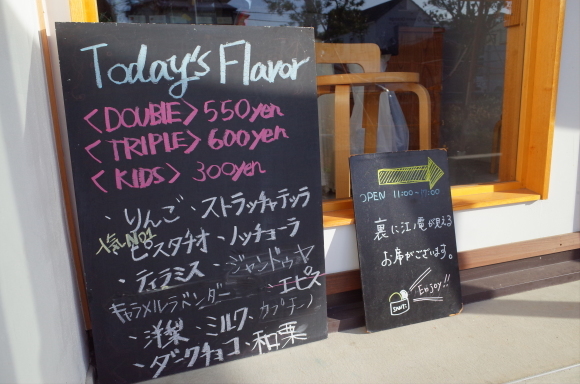 Today's Flavor
<DOUBLE> 550yen
<TRIPLE> 600yen
<KIDS> 300yen
・りんご ・ストラッチャテッラ
人気No1
ピスタチオ ・ノッチョーラ
・ティラミス ・ジャンドゥヤ
・エピス
キャラメルラベンダー
・洋梨 ・ミルク ・カプチーノ
・ダークチョコ ・和栗
OPEN 11:00~17:00
裏に江ノ電が見える
お席がございます。
Enjoy!!